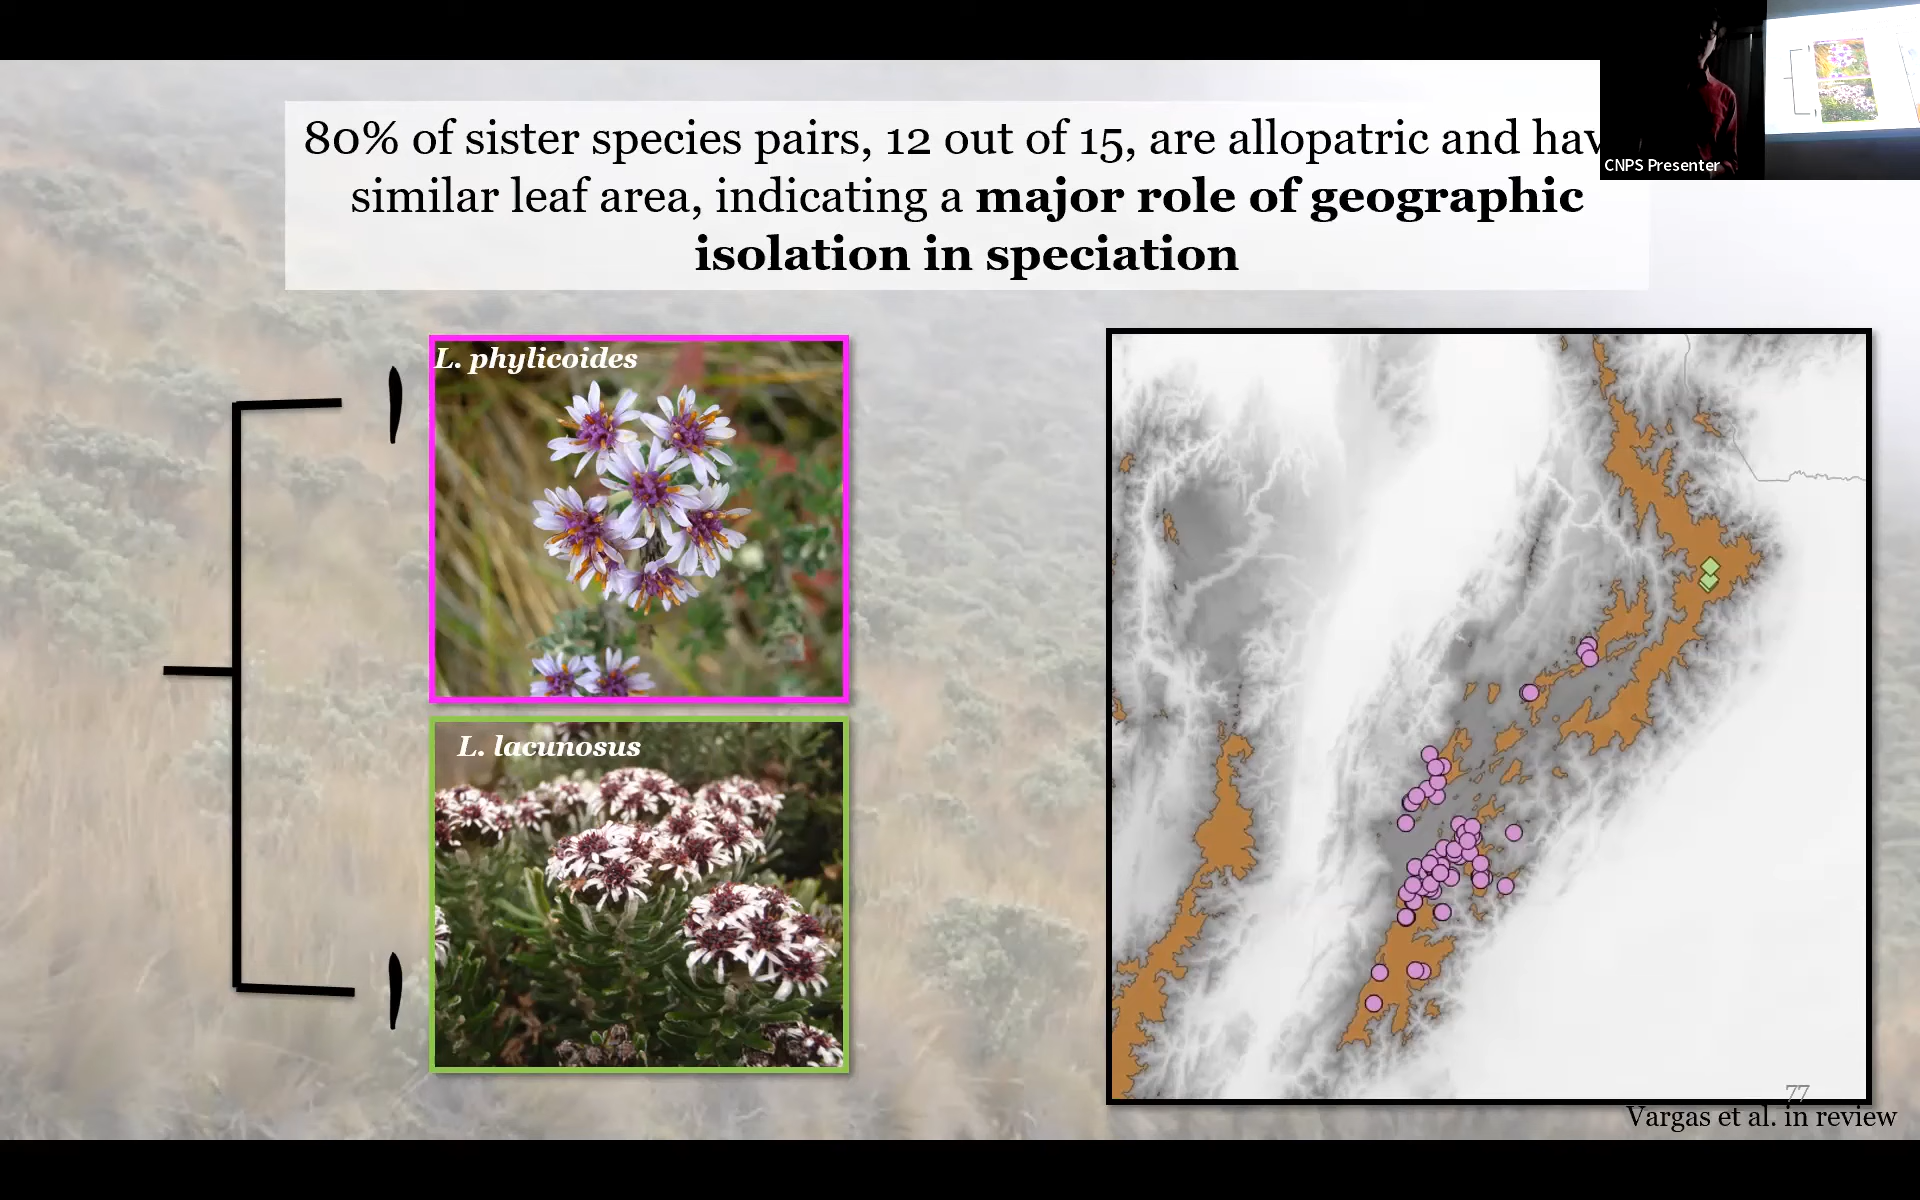 80% of sister species pairs, 12 out of 15, are allopatric and hav
similar leaf area, indicating a major role of geographic
isolation in speciation
CNPS Presenter
L. phylicoides
L. lacunosus
77
Vargas et al. in review